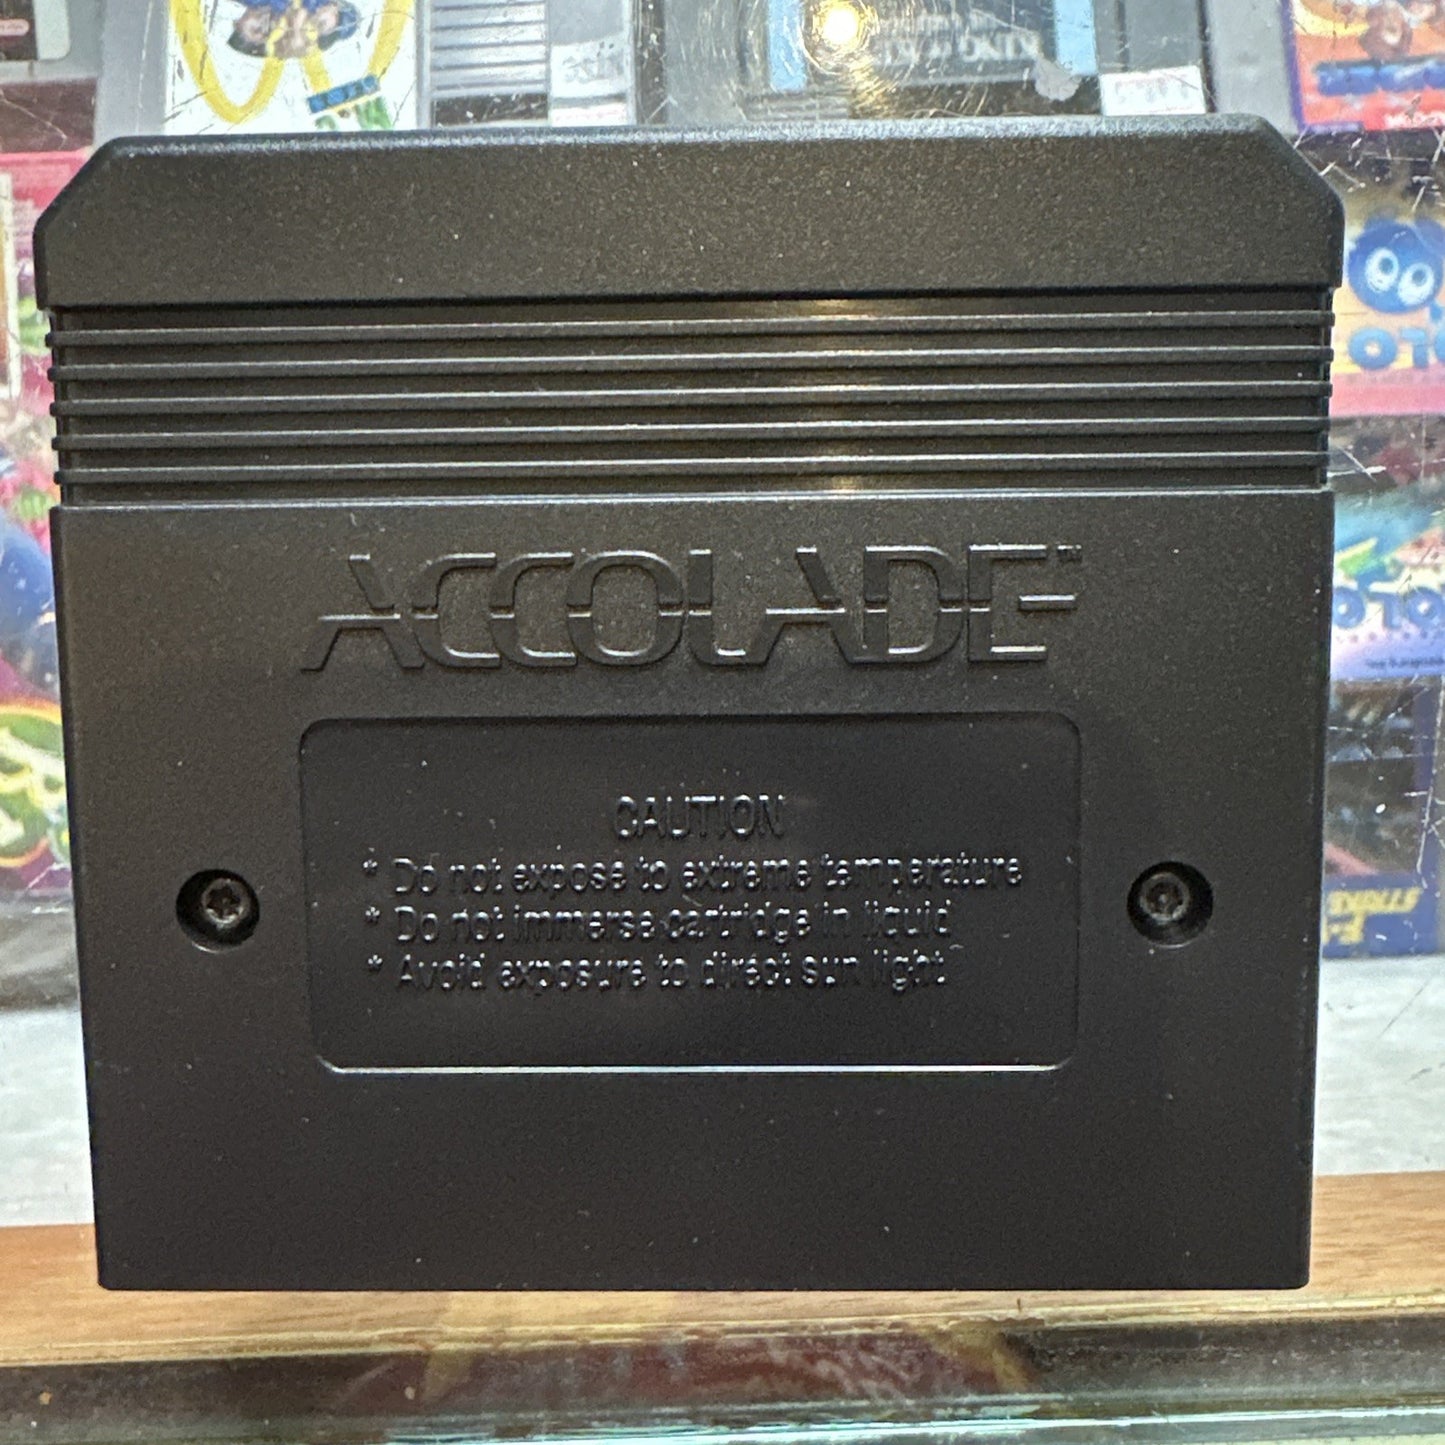 ACCOLADE™
CAUTION
* Do not expose to extreme temperature
* Do not immerse cartridge in liquid
* Avoid exposure to direct sun light